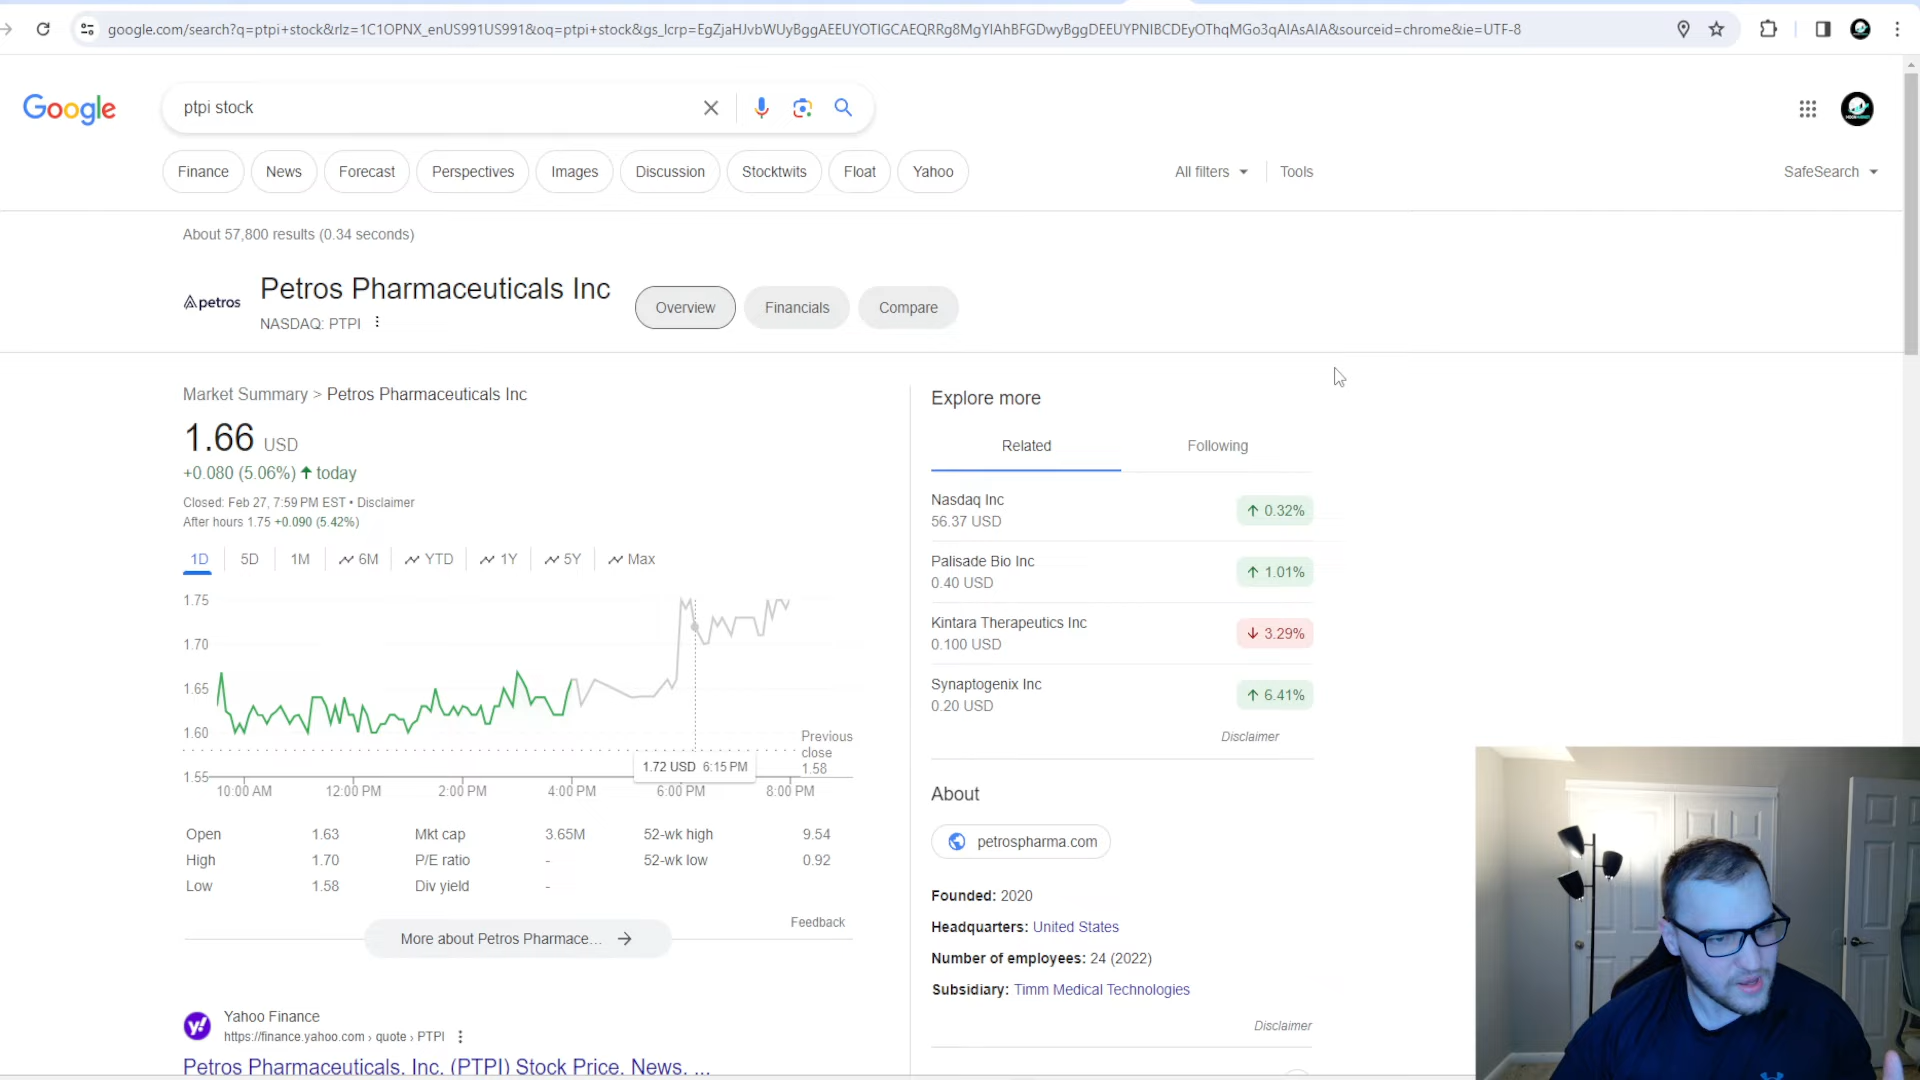 google.com/search?q=ptpi+stock&rlz=1C1OPNX_enUS991US991&oq=ptpi+stock&gs_lcrp=EgZjaHJvbWUyBggAEEUYOTIGCAEQRRg8MgYIAhBFGDwyBggDEEUYPNIBCDEyOThqMGo3qAIAsAIA&sourceid=chrome&ie=UTF-8
Google
ptpi stock
Finance News Forecast Perspectives Images Discussion Stocktwits Float Yahoo All filters Tools SafeSearch
About 57,800 results (0.34 seconds)
petros
Petros Pharmaceuticals Inc
NASDAQ: PTPI
Overview Financials Compare
Market Summary > Petros Pharmaceuticals Inc
1.66 USD
+0.080 (5.06%) ↑ today
Closed: Feb 27, 7:59 PM EST • Disclaimer
After hours 1.75 +0.090 (5.42%)
1D 5D 1M 6M YTD 1Y 5Y Max
1.75
1.70
1.65
1.60
1.55
Previous
close
1.58
1.72 USD 6:15 PM
10:00 AM 12:00 PM 2:00 PM 4:00 PM 6:00 PM 8:00 PM
Open 1.63 Mkt cap 3.65M 52-wk high 9.54
High 1.70 P/E ratio - 52-wk low 0.92
Low 1.58 Div yield -
Feedback
More about Petros Pharmace... →
Yahoo Finance
https://finance.yahoo.com › quote › PTPI
Petros Pharmaceuticals, Inc. (PTPI) Stock Price, News, ...
Explore more
Related Following
Nasdaq Inc
56.37 USD
↑ 0.32%
Palisade Bio Inc
0.40 USD
↑ 1.01%
Kintara Therapeutics Inc
0.100 USD
↓ 3.29%
Synaptogenix Inc
0.20 USD
↑ 6.41%
Disclaimer
About
petrospharma.com
Founded: 2020
Headquarters: United States
Number of employees: 24 (2022)
Subsidiary: Timm Medical Technologies
Disclaimer